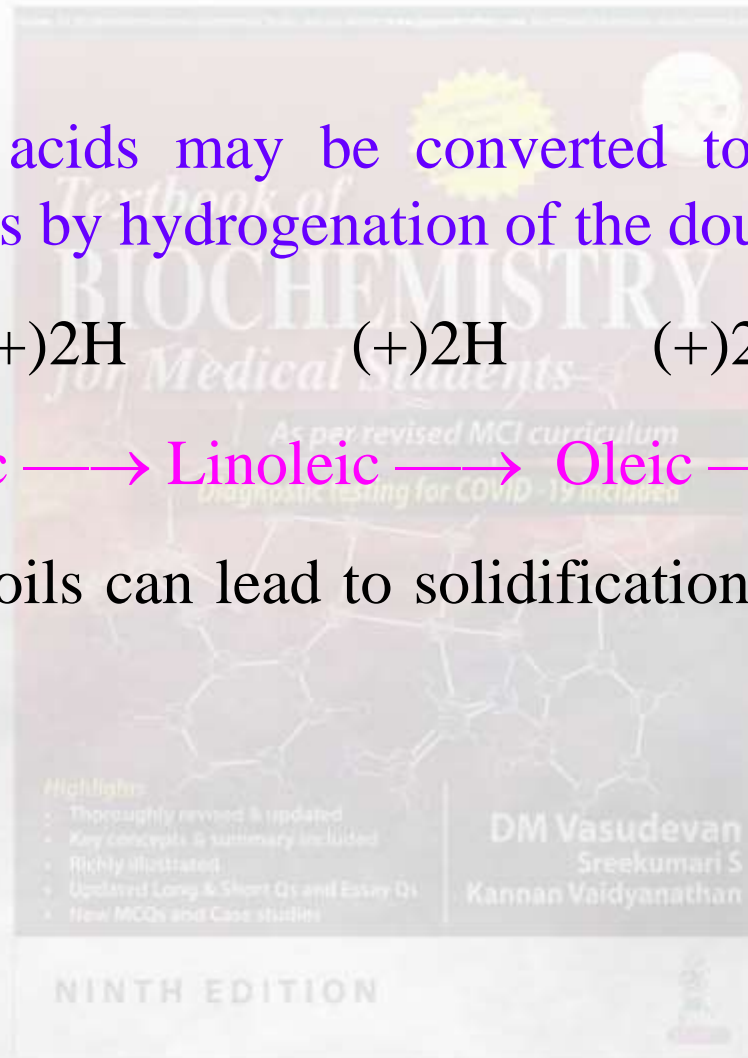 acids may be converted to
s by hydrogenation of the dou
+)2H (+)2H (+)2
c ⟶ Linoleic ⟶ Oleic —
oils can lead to solidification
Textbook of
BIOCHEMISTRY
for Medical Students
As per revised MCI curriculum
Diagnostic testing for COVID-19 included
Highlights
• Thoroughly revised & updated
• Key concepts & summary included
• Richly illustrated
• Updated Long & Short Qs and Essay Qs
• New MCQs and Case studies
DM Vasudevan
Sreekumari S
Kannan Vaidyanathan
NINTH EDITION